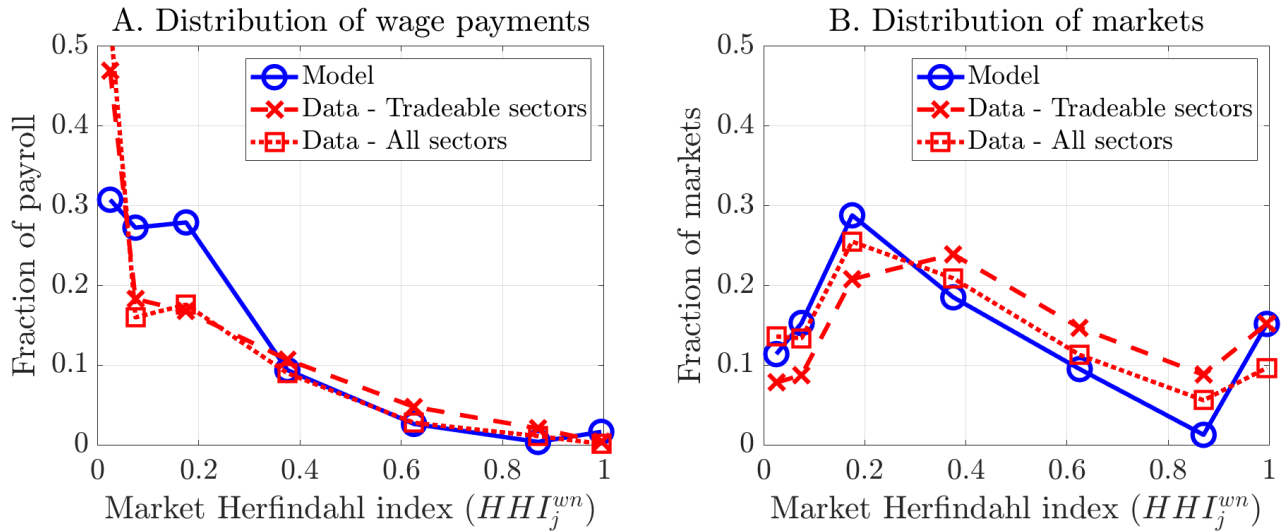 A. Distribution of wage payments
0.5
0.4
0.3
0.2
0.1
0
Fraction of payroll
Model
Data - Tradeable sectors
Data - All sectors
0 0.2 0.4 0.6 0.8 1
Market Herfindahl index (HHI_j^{wn})
B. Distribution of markets
0.5
0.4
0.3
0.2
0.1
0
Fraction of markets
Model
Data - Tradeable sectors
Data - All sectors
0 0.2 0.4 0.6 0.8 1
Market Herfindahl index (HHI_j^{wn})